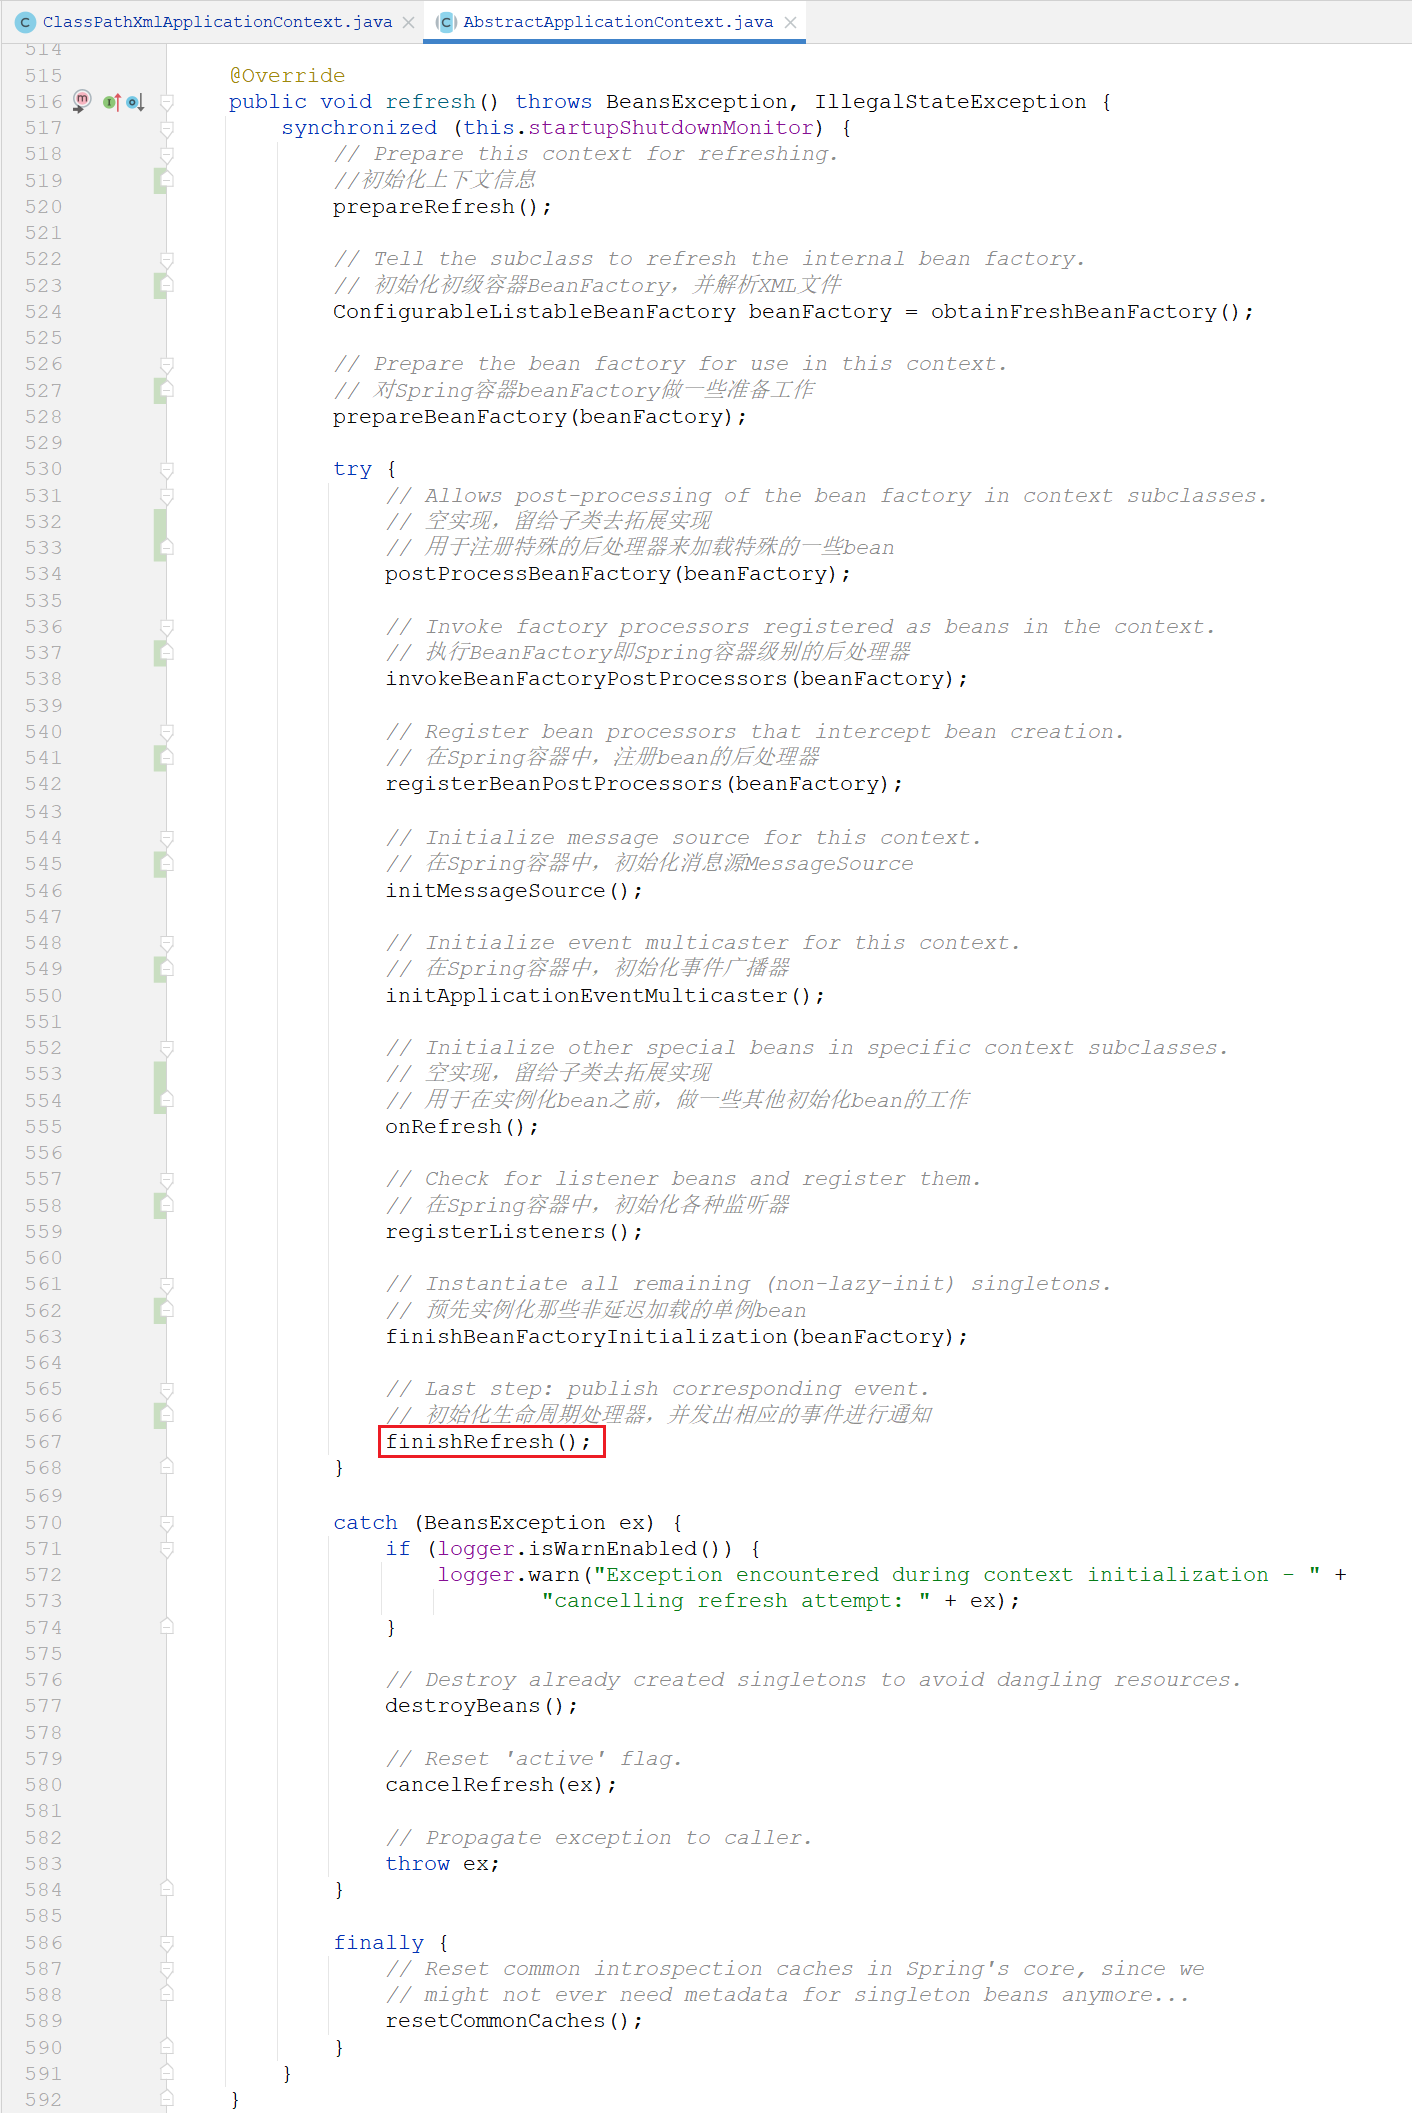 ClassPathXmlApplicationContext.java AbstractApplicationContext.java
514
515 @Override
516 public void refresh() throws BeansException, IllegalStateException {
517 synchronized (this.startupShutdownMonitor) {
518 // Prepare this context for refreshing.
519 //初始化上下文信息
520 prepareRefresh();
521
522 // Tell the subclass to refresh the internal bean factory.
523 // 初始化初级容器BeanFactory，并解析XML文件
524 ConfigurableListableBeanFactory beanFactory = obtainFreshBeanFactory();
525
526 // Prepare the bean factory for use in this context.
527 // 对Spring容器beanFactory做一些准备工作
528 prepareBeanFactory(beanFactory);
529
530 try {
531 // Allows post-processing of the bean factory in context subclasses.
532 // 空实现，留给子类去拓展实现
533 // 用于注册特殊的后处理器来加载特殊的一些bean
534 postProcessBeanFactory(beanFactory);
535
536 // Invoke factory processors registered as beans in the context.
537 // 执行BeanFactory即Spring容器级别的后处理器
538 invokeBeanFactoryPostProcessors(beanFactory);
539
540 // Register bean processors that intercept bean creation.
541 // 在Spring容器中，注册bean的后处理器
542 registerBeanPostProcessors(beanFactory);
543
544 // Initialize message source for this context.
545 // 在Spring容器中，初始化消息源MessageSource
546 initMessageSource();
547
548 // Initialize event multicaster for this context.
549 // 在Spring容器中，初始化事件广播器
550 initApplicationEventMulticaster();
551
552 // Initialize other special beans in specific context subclasses.
553 // 空实现，留给子类去拓展实现
554 // 用于在实例化bean之前，做一些其他初始化bean的工作
555 onRefresh();
556
557 // Check for listener beans and register them.
558 // 在Spring容器中，初始化各种监听器
559 registerListeners();
560
561 // Instantiate all remaining (non-lazy-init) singletons.
562 // 预先实例化那些非延迟加载的单例bean
563 finishBeanFactoryInitialization(beanFactory);
564
565 // Last step: publish corresponding event.
566 // 初始化生命周期处理器，并发出相应的事件进行通知
567 finishRefresh();
568 }
569
570 catch (BeansException ex) {
571 if (logger.isWarnEnabled()) {
572 logger.warn("Exception encountered during context initialization - " +
573 "cancelling refresh attempt: " + ex);
574 }
575
576 // Destroy already created singletons to avoid dangling resources.
577 destroyBeans();
578
579 // Reset 'active' flag.
580 cancelRefresh(ex);
581
582 // Propagate exception to caller.
583 throw ex;
584 }
585
586 finally {
587 // Reset common introspection caches in Spring's core, since we
588 // might not ever need metadata for singleton beans anymore...
589 resetCommonCaches();
590 }
591 }
592 }